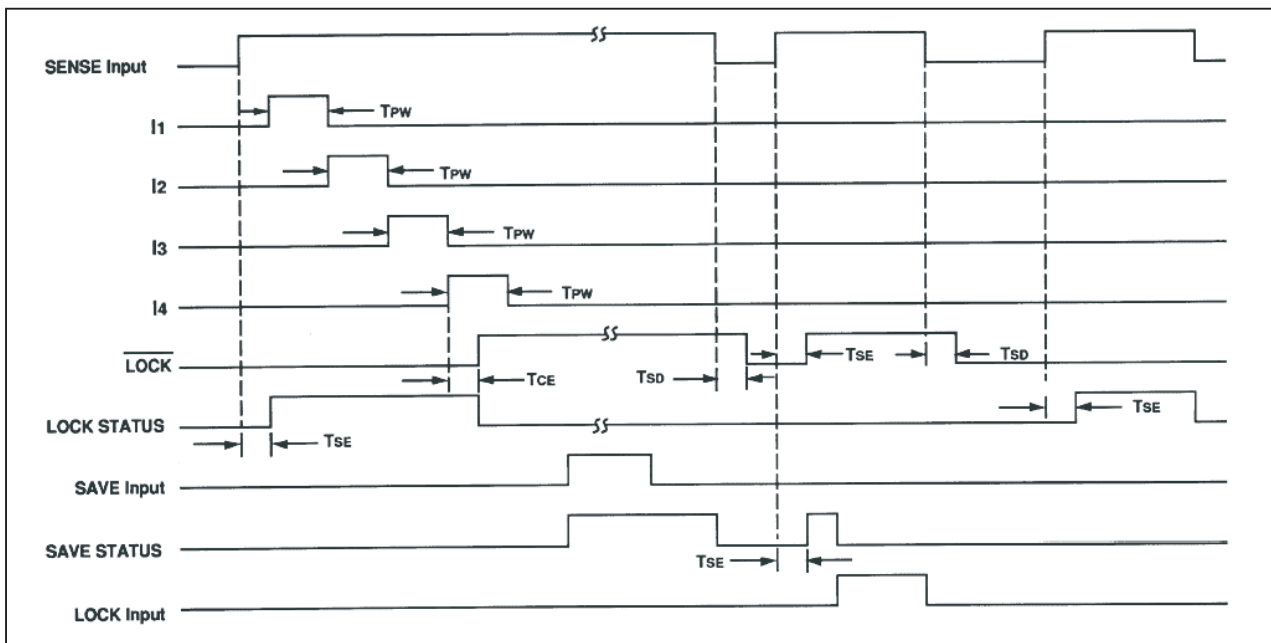 SENSE Input
I1
TPW
I2
TPW
I3
TPW
I4
TPW
LOCK
TCE
TSD
TSE
TSD
LOCK STATUS
TSE
TSE
SAVE Input
SAVE STATUS
TSE
LOCK Input